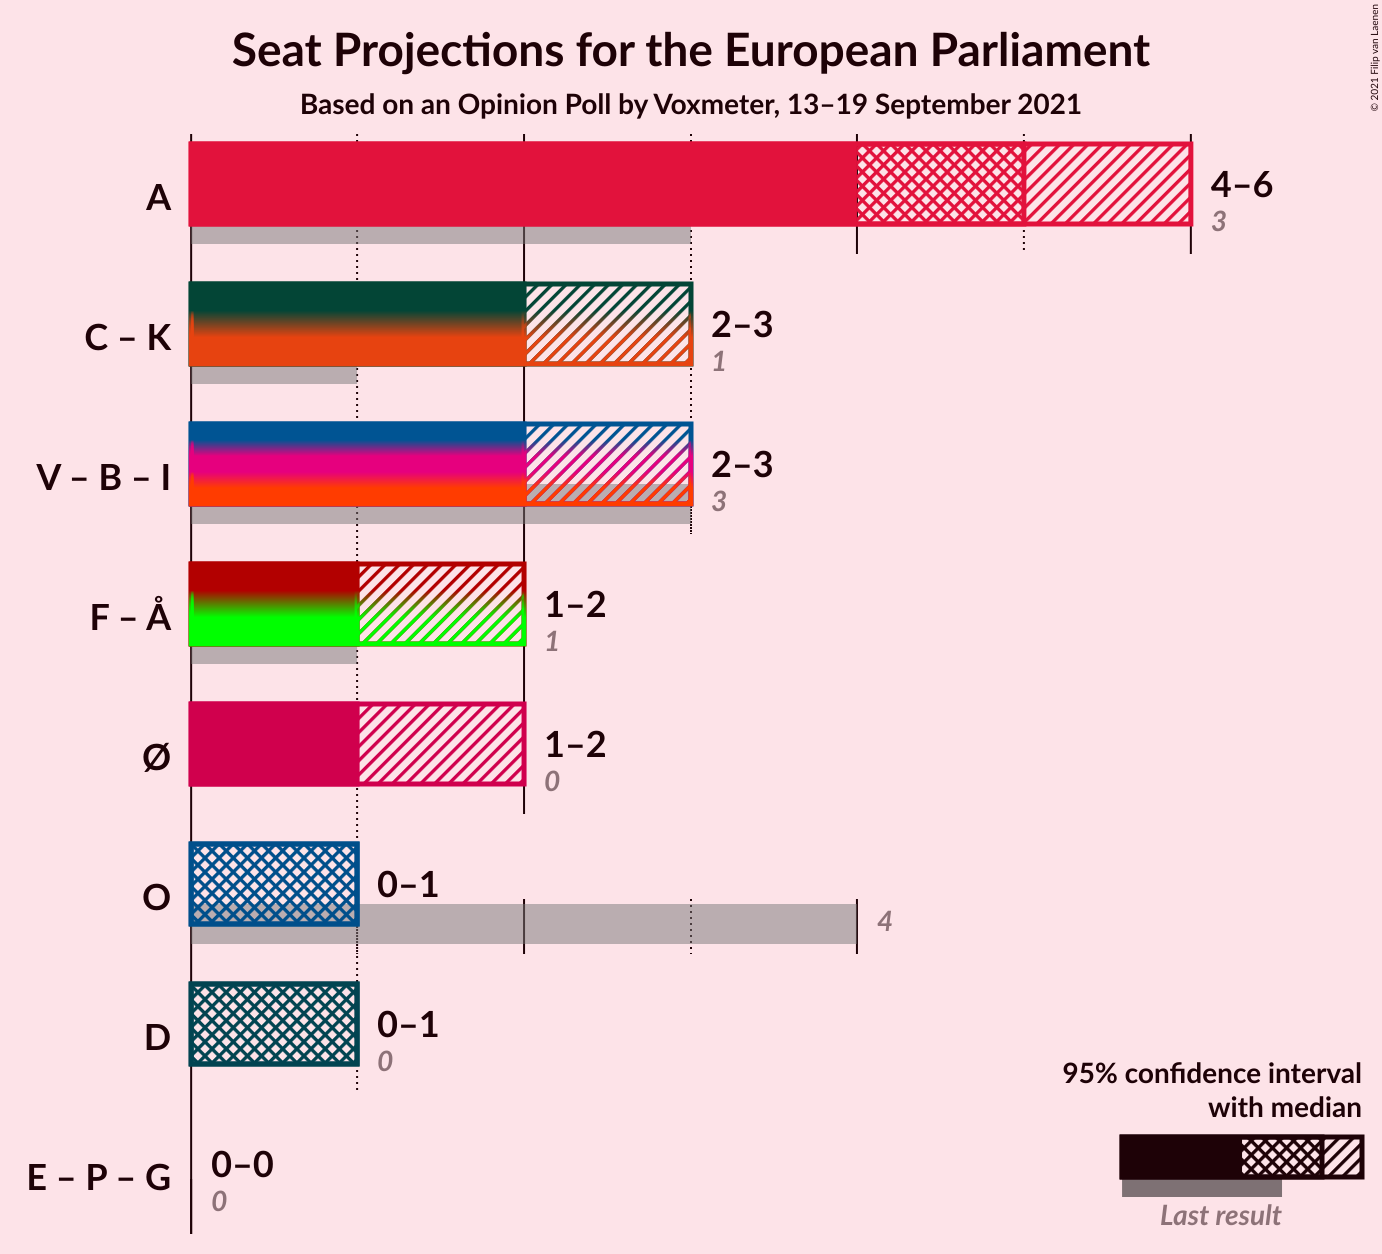 Seat Projections for the European Parliament
Based on an Opinion Poll by Voxmeter, 13–19 September 2021
© 2021 Filip van Laenen
A
4–6
3
C – K
2–3
1
V – B – I
2–3
3
F – Å
1–2
1
Ø
1–2
0
O
0–1
4
D
0–1
0
E – P – G
0–0
0
95% confidence interval
with median
Last result